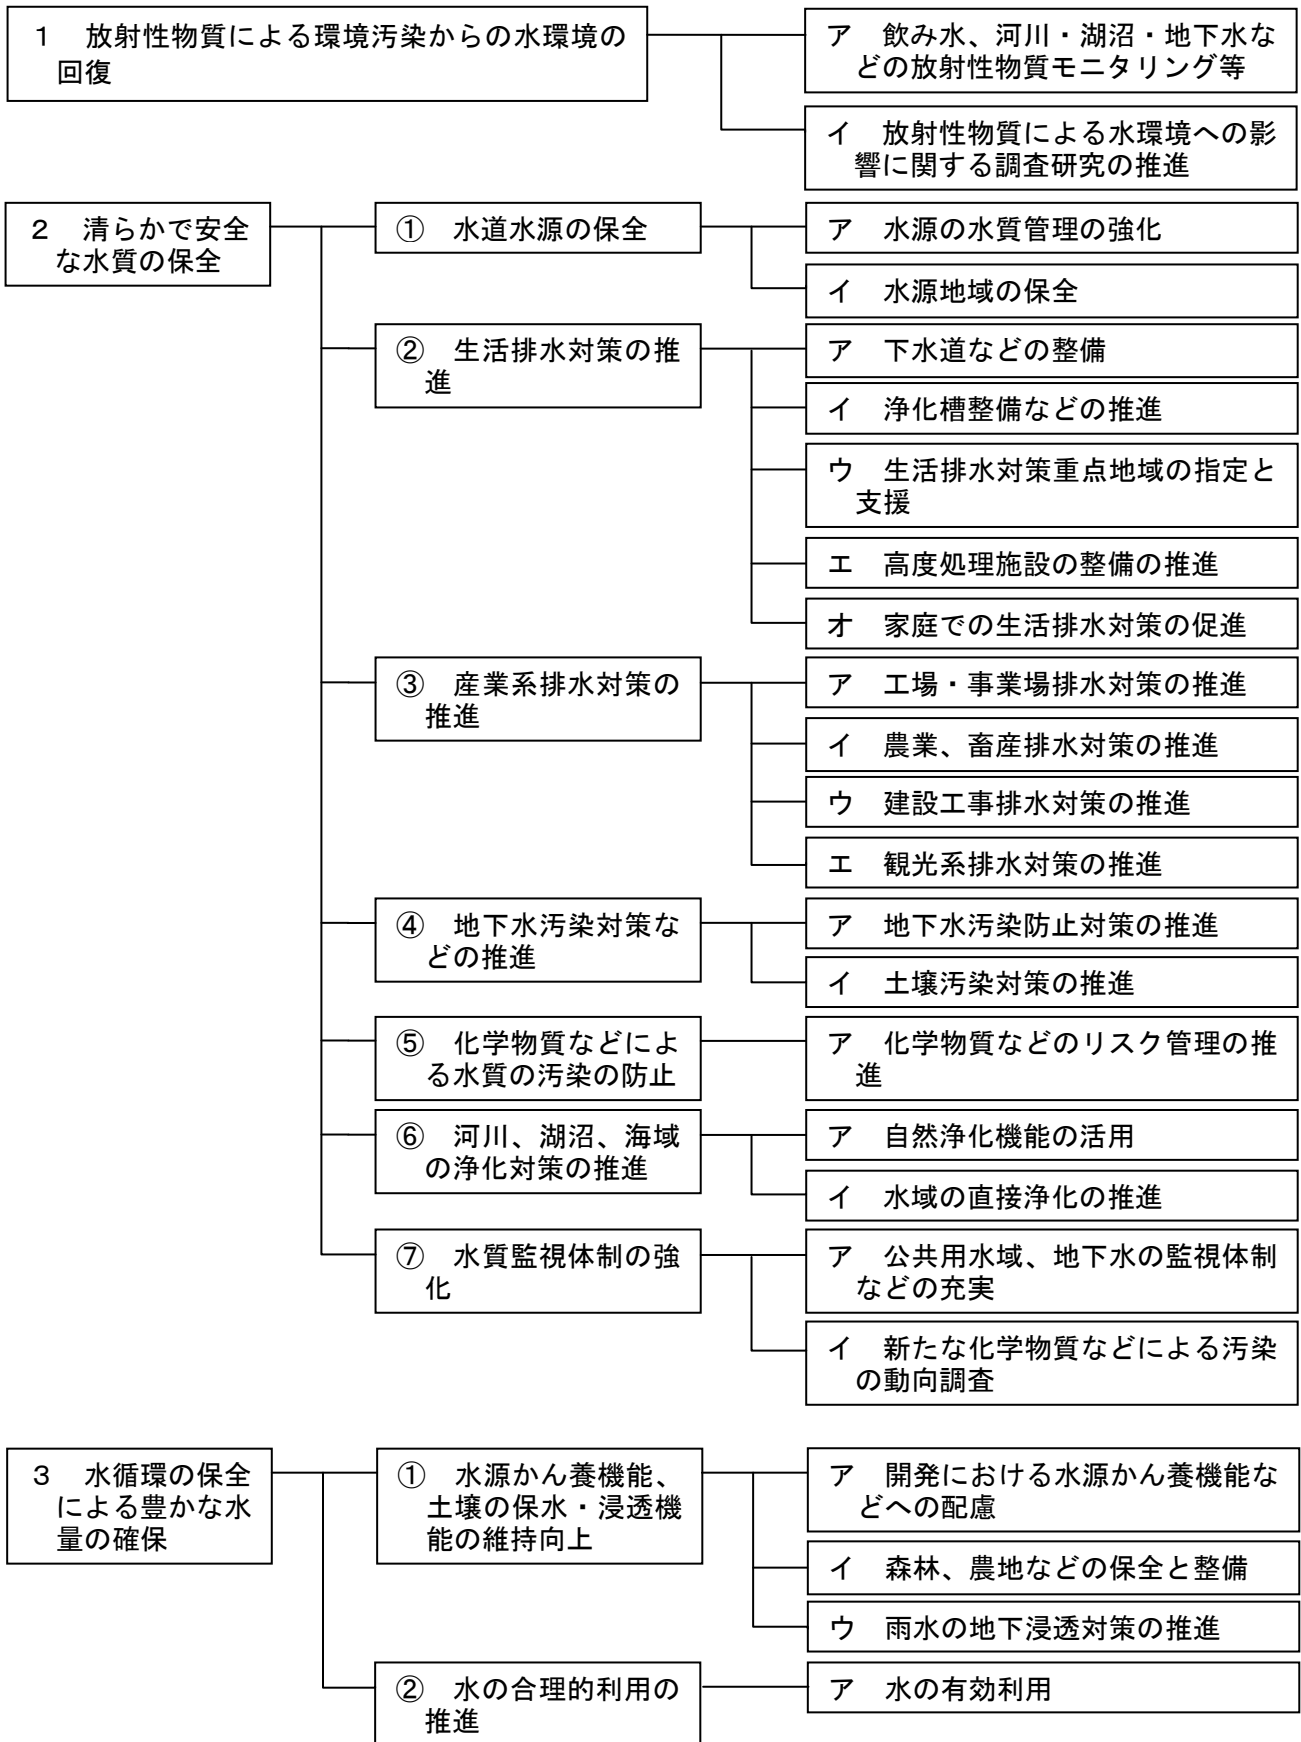 １　放射性物質による環境汚染からの水環境の
回復
ア　飲み水、河川・湖沼・地下水な
どの放射性物質モニタリング等
イ　放射性物質による水環境への影
響に関する調査研究の推進
２　清らかで安全
な水質の保全
①　水道水源の保全
ア　水源の水質管理の強化
イ　水源地域の保全
②　生活排水対策の推
進
ア　下水道などの整備
イ　浄化槽整備などの推進
ウ　生活排水対策重点地域の指定と
支援
エ　高度処理施設の整備の推進
オ　家庭での生活排水対策の促進
③　産業系排水対策の
推進
ア　工場・事業場排水対策の推進
イ　農業、畜産排水対策の推進
ウ　建設工事排水対策の推進
エ　観光系排水対策の推進
④　地下水汚染対策な
どの推進
ア　地下水汚染防止対策の推進
イ　土壌汚染対策の推進
⑤　化学物質などによ
る水質の汚染の防止
ア　化学物質などのリスク管理の推
進
⑥　河川、湖沼、海域
の浄化対策の推進
ア　自然浄化機能の活用
イ　水域の直接浄化の推進
⑦　水質監視体制の強
化
ア　公共用水域、地下水の監視体制
などの充実
イ　新たな化学物質などによる汚染
の動向調査
３　水循環の保全
による豊かな水
量の確保
①　水源かん養機能、
土壌の保水・浸透機
能の維持向上
ア　開発における水源かん養機能な
どへの配慮
イ　森林、農地などの保全と整備
ウ　雨水の地下浸透対策の推進
②　水の合理的利用の
推進
ア　水の有効利用